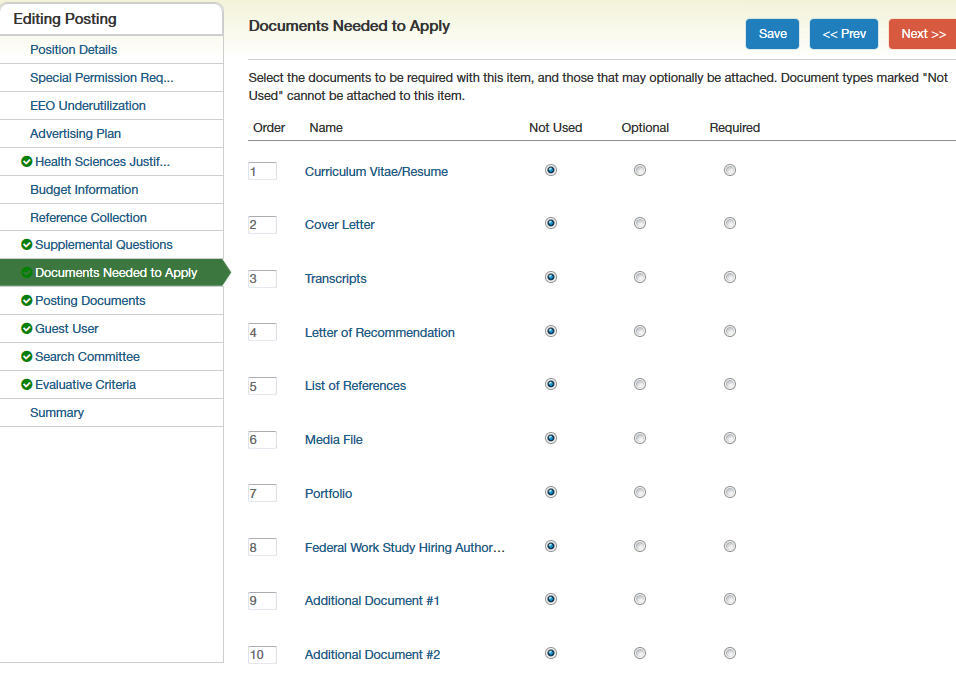 Editing Posting
Position Details
Special Permission Req...
EEO Underutilization
Advertising Plan
Health Sciences Justif...
Budget Information
Reference Collection
Supplemental Questions
Documents Needed to Apply
Posting Documents
Guest User
Search Committee
Evaluative Criteria
Summary
Documents Needed to Apply
Save
<< Prev
Next >>
Select the documents to be required with this item, and those that may optionally be attached. Document types marked "Not
Used" cannot be attached to this item.
Order Name Not Used Optional Required
1 Curriculum Vitae/Resume
2 Cover Letter
3 Transcripts
4 Letter of Recommendation
5 List of References
6 Media File
7 Portfolio
8 Federal Work Study Hiring Author...
9 Additional Document #1
10 Additional Document #2